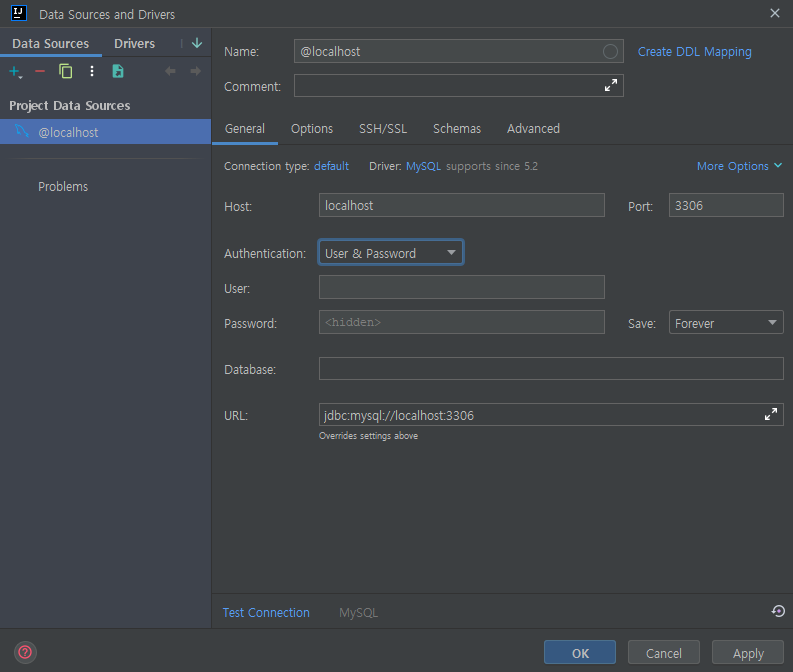 IJ Data Sources and Drivers
Data Sources Drivers
Project Data Sources
@localhost
Problems
Name: @localhost Create DDL Mapping
Comment:
General Options SSH/SSL Schemas Advanced
Connection type: default Driver: MySQL supports since 5.2 More Options
Host: localhost Port: 3306
Authentication: User & Password
User:
Password: <hidden> Save: Forever
Database:
URL: jdbc:mysql://localhost:3306
Overrides settings above
Test Connection MySQL
? OK Cancel Apply